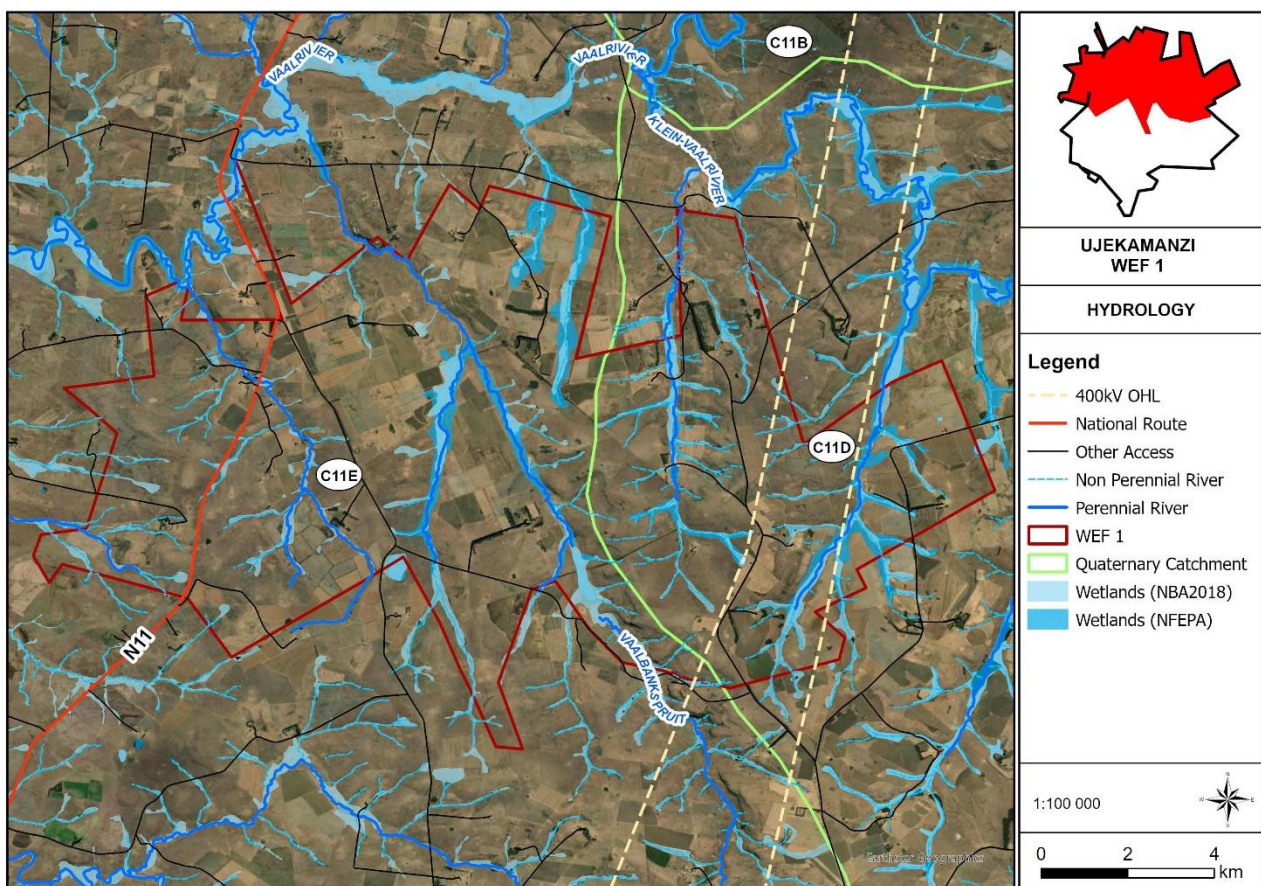 C11B
VAALRIVIER
VAALRIVIER
KLEIN-VAALRIVIER
C11E
C11D
N11
VAALBANKSPRUIT
Earthstar Geographics
UJEKAMANZI
WEF 1
HYDROLOGY
Legend
400kV OHL
National Route
Other Access
Non Perennial River
Perennial River
WEF 1
Quaternary Catchment
Wetlands (NBA2018)
Wetlands (NFEPA)
1:100 000
N
W E
S
0 2 4
km